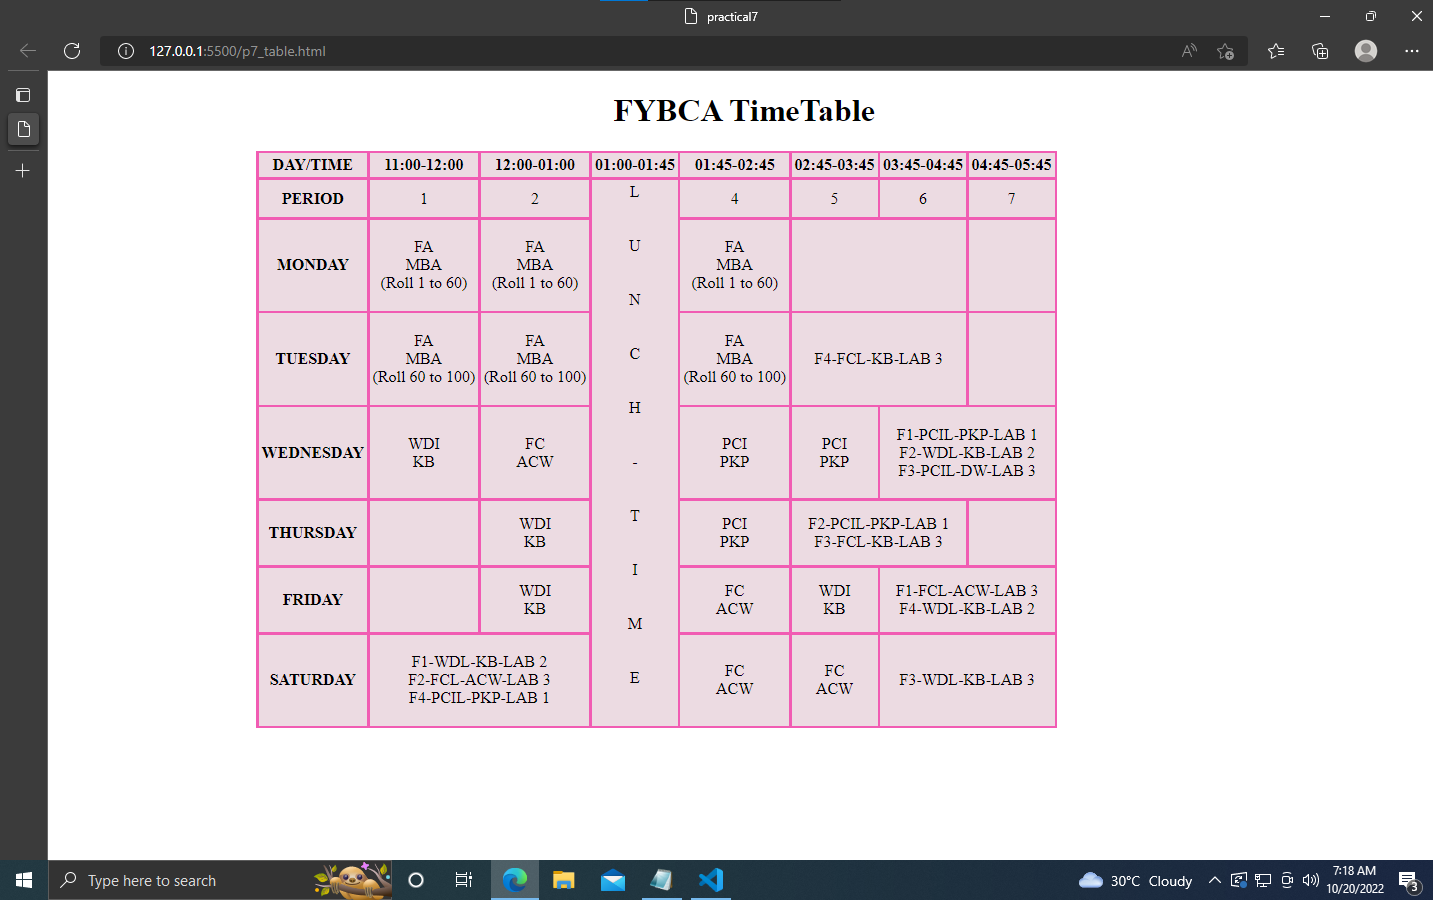 practical7
127.0.0.1:5500/p7_table.html
FYBCA TimeTable
DAY/TIME 11:00-12:00 12:00-01:00 01:00-01:45 01:45-02:45 02:45-03:45 03:45-04:45 04:45-05:45
PERIOD 1 2 4 5 6 7
L
U
N
C
H
-
T
I
M
E
MONDAY
FA
MBA
(Roll 1 to 60)
FA
MBA
(Roll 1 to 60)
FA
MBA
(Roll 1 to 60)
TUESDAY
FA
MBA
(Roll 60 to 100)
FA
MBA
(Roll 60 to 100)
FA
MBA
(Roll 60 to 100)
F4-FCL-KB-LAB 3
WEDNESDAY
WDI
KB
FC
ACW
PCI
PKP
PCI
PKP
F1-PCIL-PKP-LAB 1
F2-WDL-KB-LAB 2
F3-PCIL-DW-LAB 3
THURSDAY
WDI
KB
PCI
PKP
F2-PCIL-PKP-LAB 1
F3-FCL-KB-LAB 3
FRIDAY
WDI
KB
FC
ACW
WDI
KB
F1-FCL-ACW-LAB 3
F4-WDL-KB-LAB 2
SATURDAY
F1-WDL-KB-LAB 2
F2-FCL-ACW-LAB 3
F4-PCIL-PKP-LAB 1
FC
ACW
FC
ACW
F3-WDL-KB-LAB 3
Type here to search
30°C Cloudy
7:18 AM
10/20/2022
3